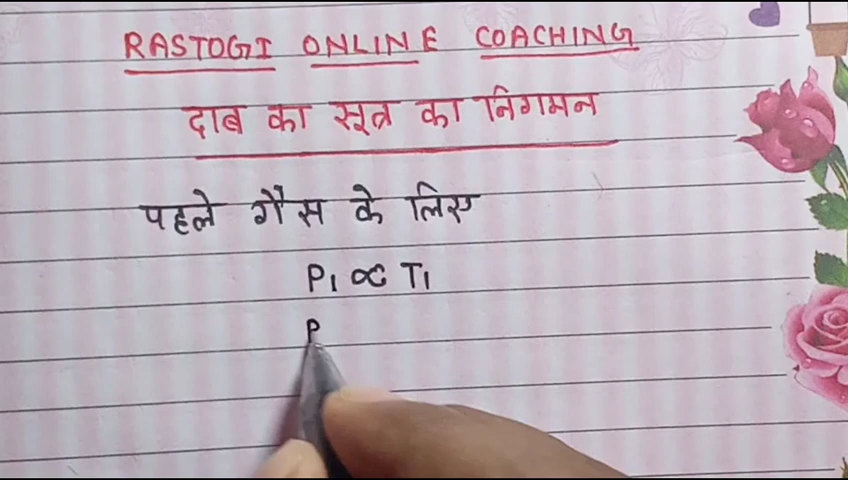 RASTOGI ONLINE COACHING
दाब का सूत्र का निगमन
पहले गैस के लिए
P₁ ∝ T₁
P